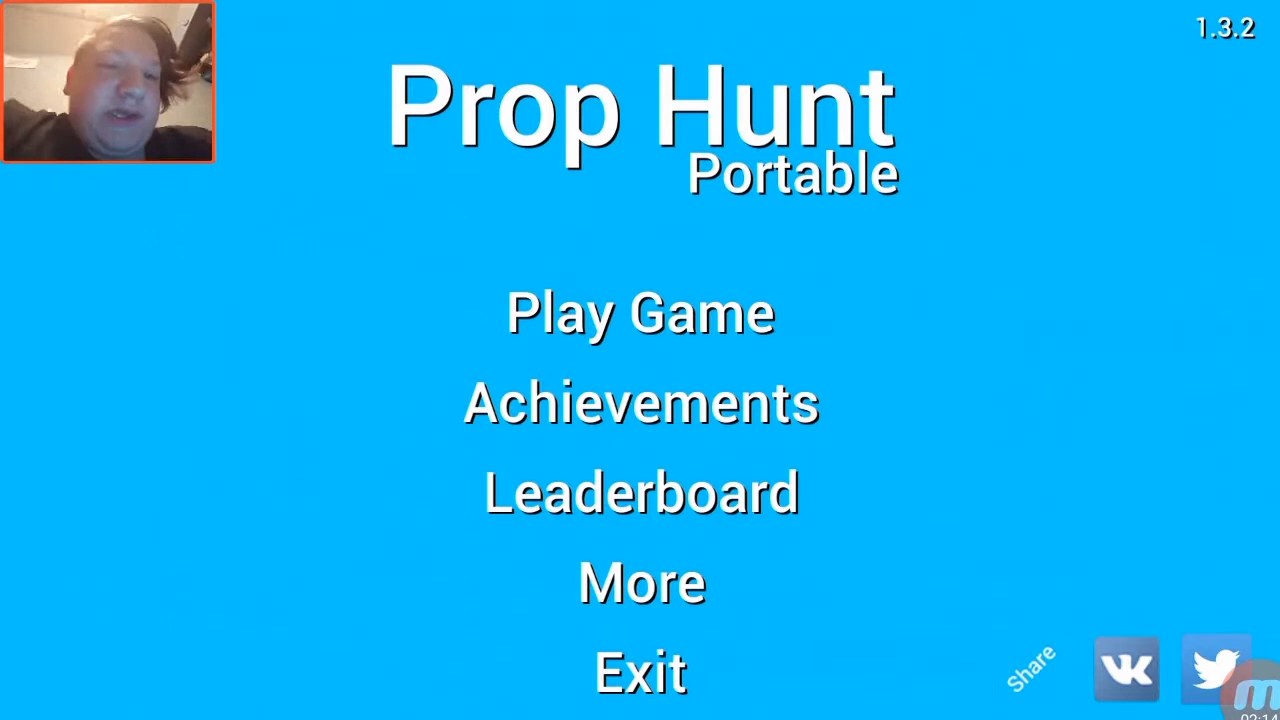 1.3.2
Prop Hunt
Portable
Play Game
Achievements
Leaderboard
More
Exit
Share